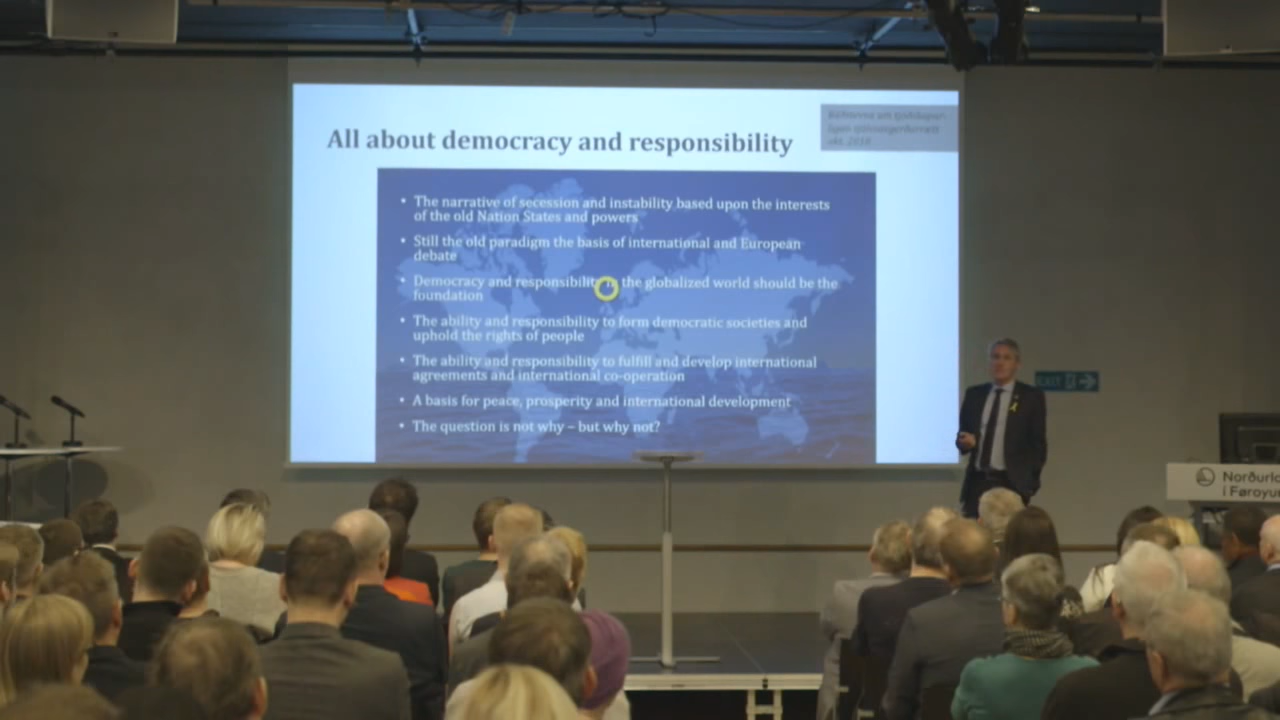 All about democracy and responsibility
• The narrative of secession and instability based upon the interests
of the old Nation States and powers
• Still the old paradigm the basis of international and European
debate
• Democracy and responsibility in the globalized world should be the
foundation
• The ability and responsibility to form democratic societies and
uphold the rights of people
• The ability and responsibility to fulfill and develop international
agreements and international co-operation
• A basis for peace, prosperity and international development
• The question is not why – but why not?
EXIT
Norðurl
í Føroyu